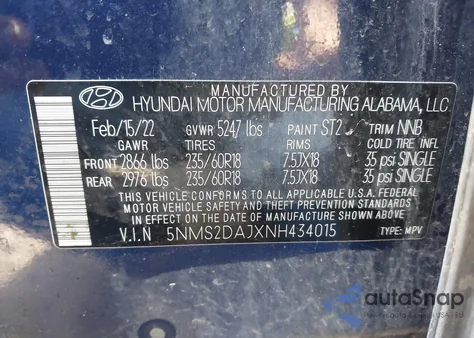 MANUFACTURED BY
HYUNDAI MOTOR MANUFACTURING ALABAMA, LLC
Feb/15/22 GVWR 5247 lbs PAINT ST2 TRIM NNB
GAWR TIRES RIMS COLD TIRE INFL
FRONT 2866 lbs 235/60R18 7.5JX18 35 psi SINGLE
REAR 2976 lbs 235/60R18 7.5JX18 35 psi SINGLE
THIS VEHICLE CONFORMS TO ALL APPLICABLE U.S.A. FEDERAL
MOTOR VEHICLE SAFETY AND THEFT PREVENTION STANDARDS
IN EFFECT ON THE DATE OF MANUFACTURE SHOWN ABOVE.
V.I.N 5NMS2DAJXNH434015 TYPE: MPV
autoSnap